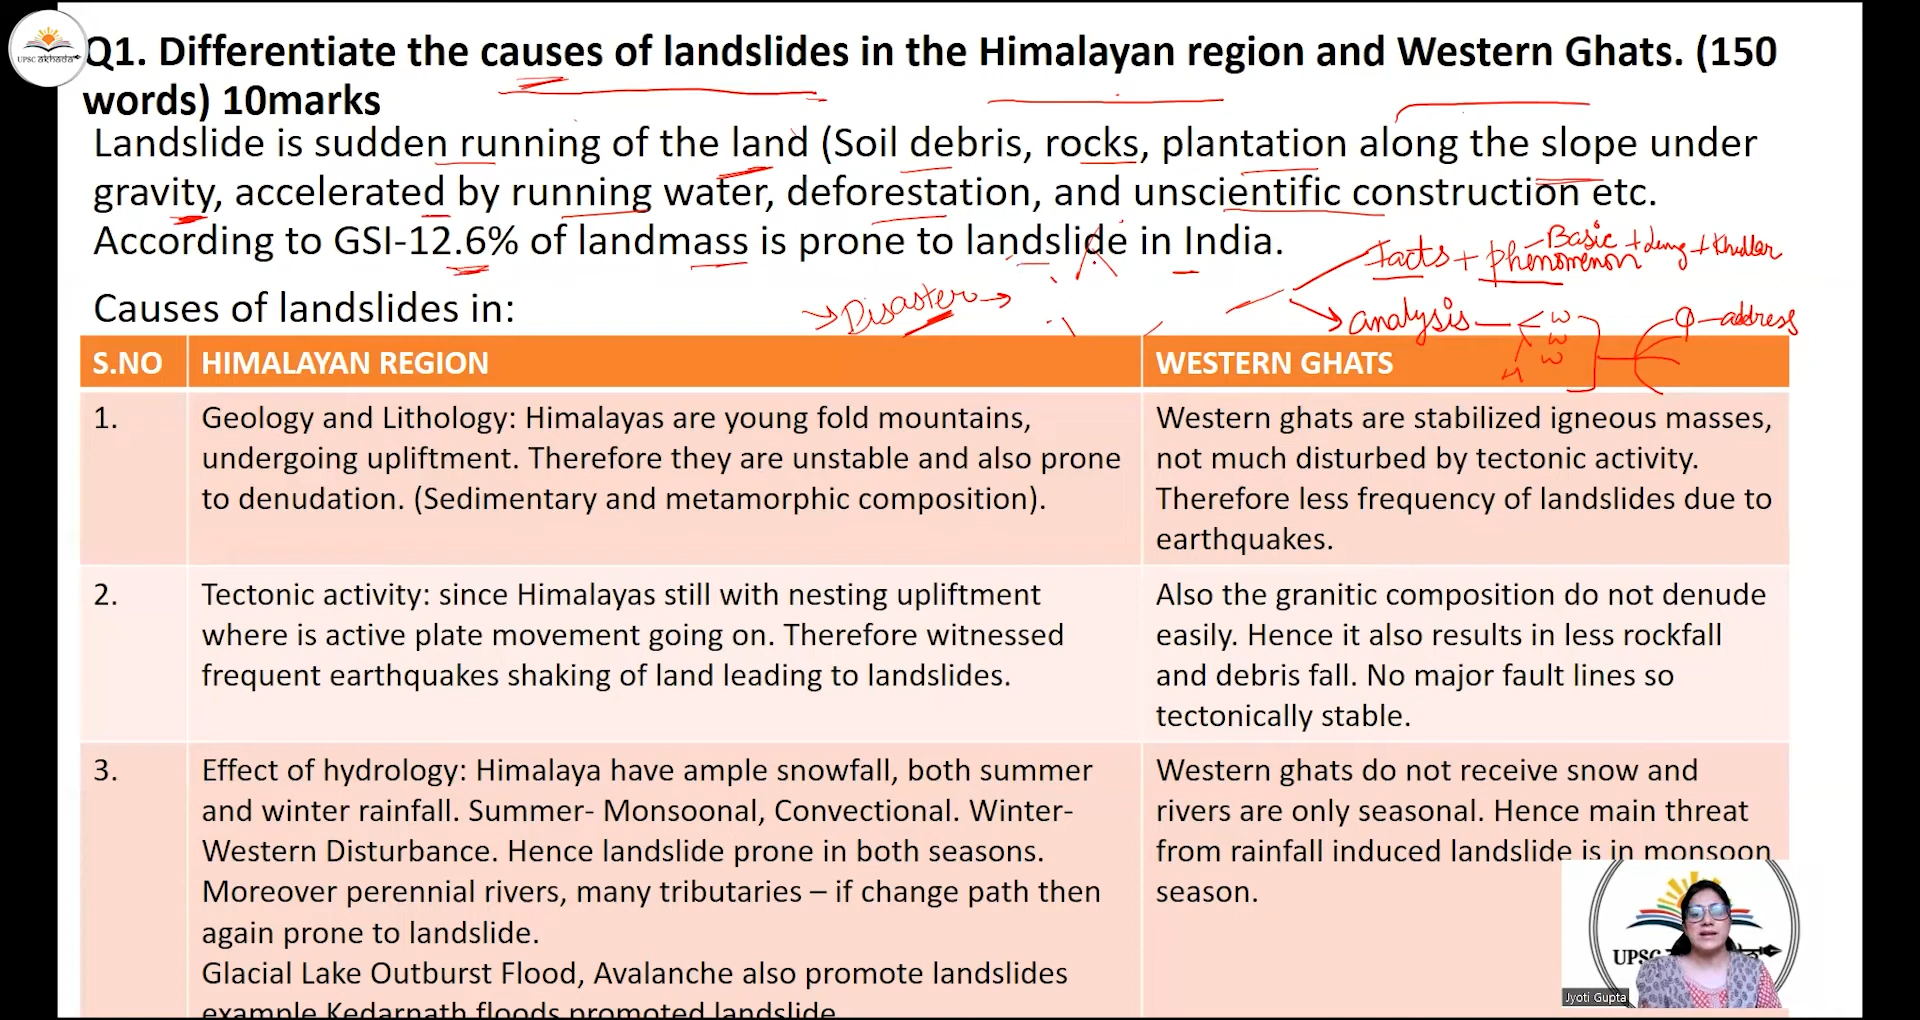 UPSC akhada
Q1. Differentiate the causes of landslides in the Himalayan region and Western Ghats. (150
words) 10marks
Landslide is sudden running of the land (Soil debris, rocks, plantation along the slope under
gravity, accelerated by running water, deforestation, and unscientific construction etc.
According to GSI-12.6% of landmass is prone to landslide in India.
Facts + phenomenon
Basic
Causes of landslides in:
Disaster
analysis
w
w
w
Q-address
S.NO HIMALAYAN REGION WESTERN GHATS
1.
Geology and Lithology: Himalayas are young fold mountains,
undergoing upliftment. Therefore they are unstable and also prone
to denudation. (Sedimentary and metamorphic composition).
Western ghats are stabilized igneous masses,
not much disturbed by tectonic activity.
Therefore less frequency of landslides due to
earthquakes.
2.
Tectonic activity: since Himalayas still with nesting upliftment
where is active plate movement going on. Therefore witnessed
frequent earthquakes shaking of land leading to landslides.
Also the granitic composition do not denude
easily. Hence it also results in less rockfall
and debris fall. No major fault lines so
tectonically stable.
3.
Effect of hydrology: Himalaya have ample snowfall, both summer
and winter rainfall. Summer- Monsoonal, Convectional. Winter-
Western Disturbance. Hence landslide prone in both seasons.
Moreover perennial rivers, many tributaries – if change path then
again prone to landslide.
Glacial Lake Outburst Flood, Avalanche also promote landslides
example Kedarnath floods promoted landslide
Western ghats do not receive snow and
rivers are only seasonal. Hence main threat
from rainfall induced landslide is in monsoon
season.
UPSC
Jyoti Gupta